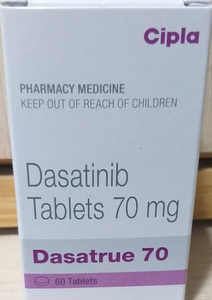 Cipla
PHARMACY MEDICINE
KEEP OUT OF REACH OF CHILDREN
Dasatinib
Tablets 70 mg
Dasatrue 70
60 Tablets